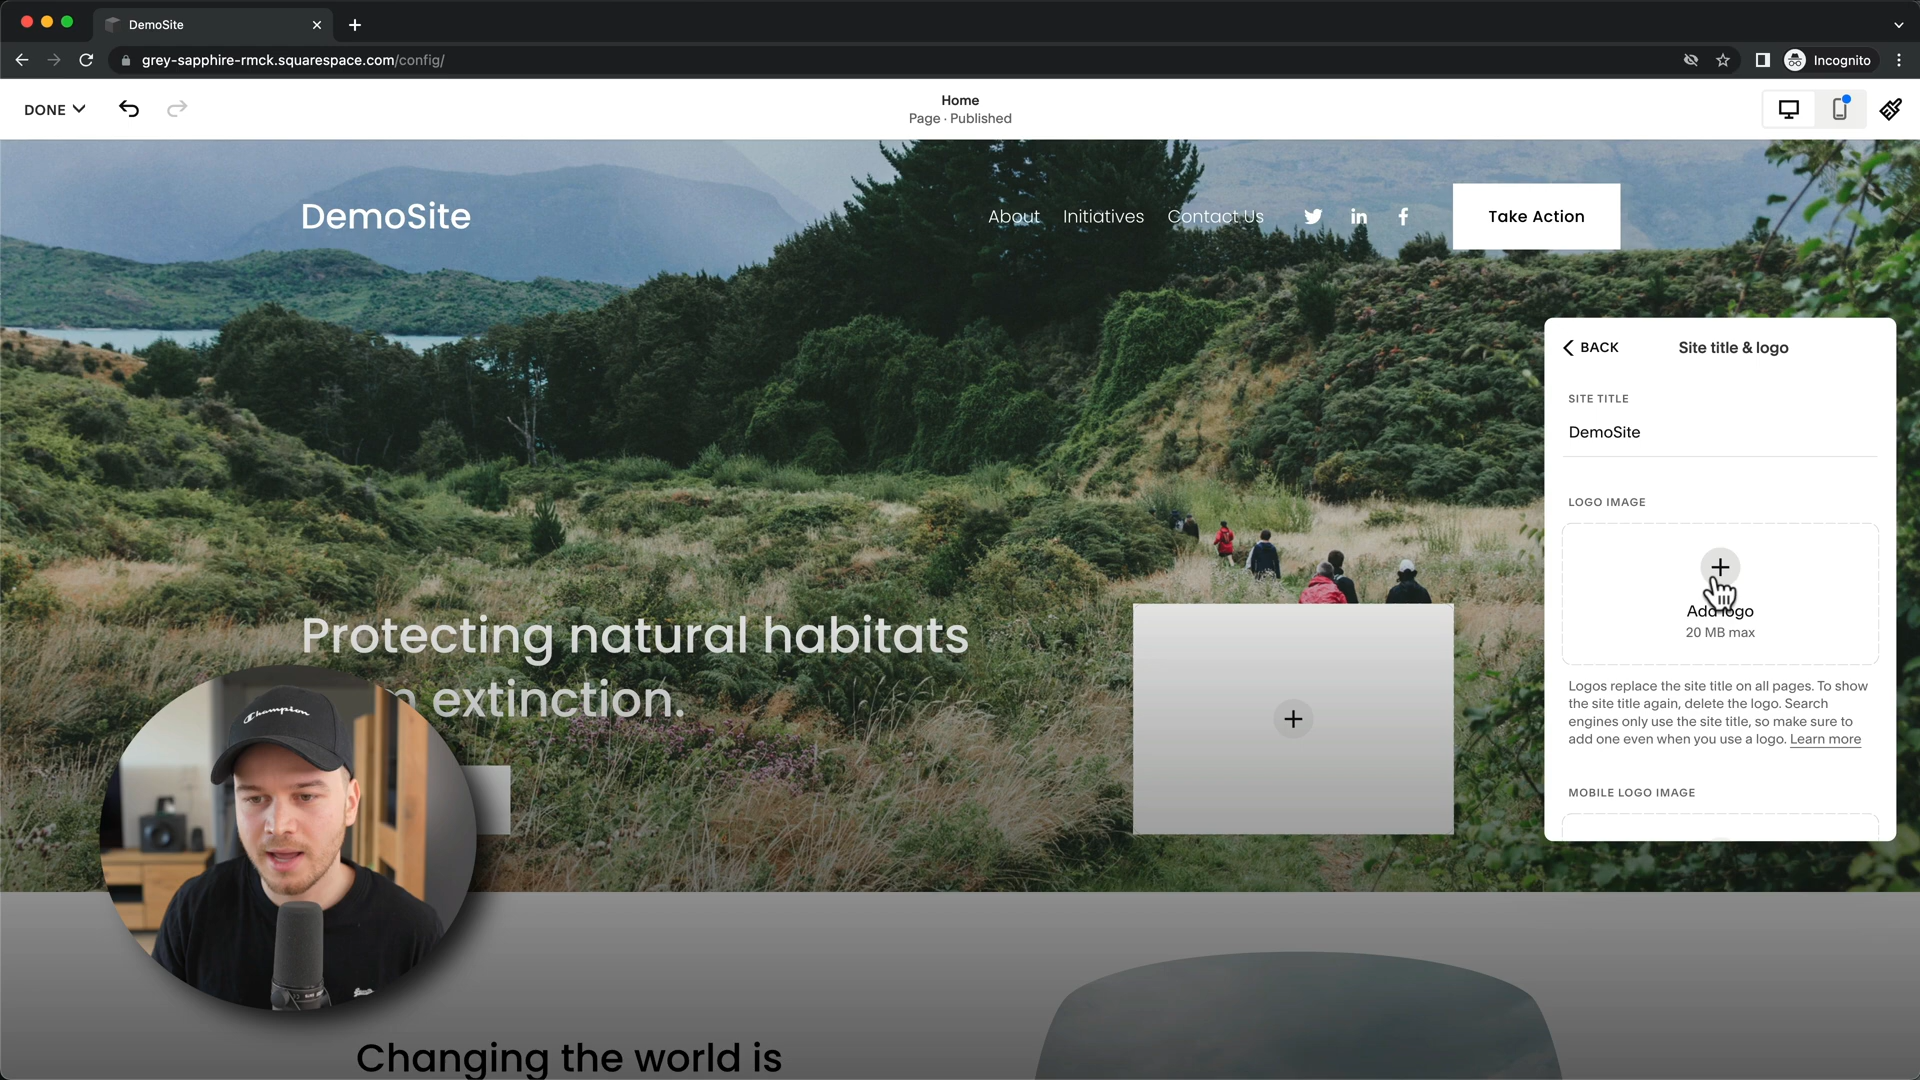 DemoSite
grey-sapphire-rmck.squarespace.com/config/
Incognito
DONE
Home
Page · Published
DemoSite
About
Initiatives
Contact Us
Take Action
BACK
Site title & logo
SITE TITLE
DemoSite
LOGO IMAGE
Add logo
20 MB max
Logos replace the site title on all pages. To show
the site title again, delete the logo. Search
engines only use the site title, so make sure to
add one even when you use a logo. Learn more
MOBILE LOGO IMAGE
Protecting natural habitats
extinction.
Champion
Changing the world is